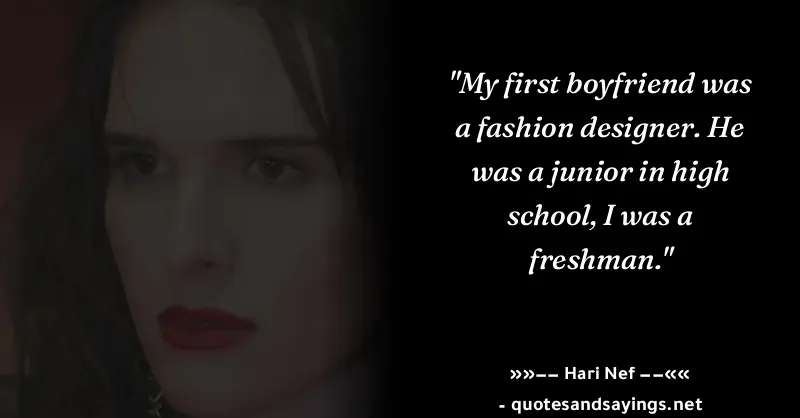 "My first boyfriend was
a fashion designer. He
was a junior in high
school, I was a
freshman."
»»−− Hari Nef −−««
- quotesandsayings.net